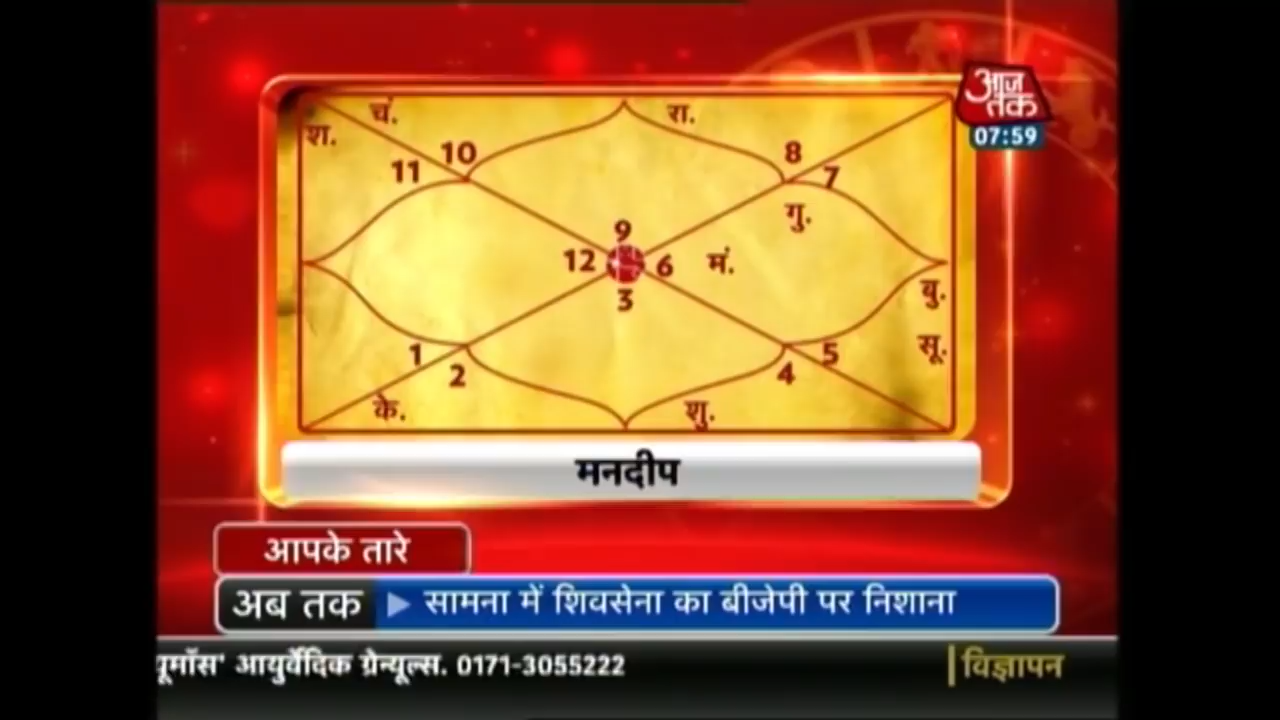 आज तक
07:59
चं. रा.
श.
10 8
11 7
गु.
9
12 6 मं.
3
बु.
1 5 सू.
2 4
के. शु.
मनदीप
आपके तारे
अब तक सामना में शिवसेना का बीजेपी पर निशाना
आयुर्वेदिक ग्रेन्यूल्स. 0171-3055222 विज्ञापन